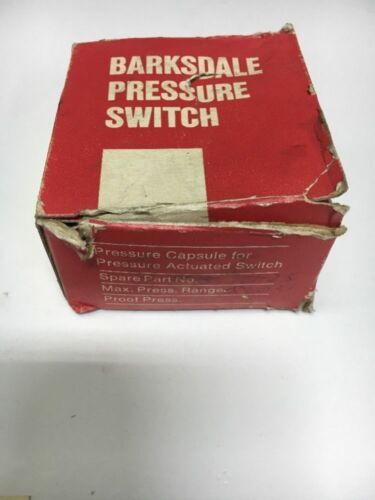 BARKSDALE
PRESSURE
SWITCH
Pressure Capsule for
Pressure Actuated Switch
Spare Part No.
Max. Press. Range
Proof Press.